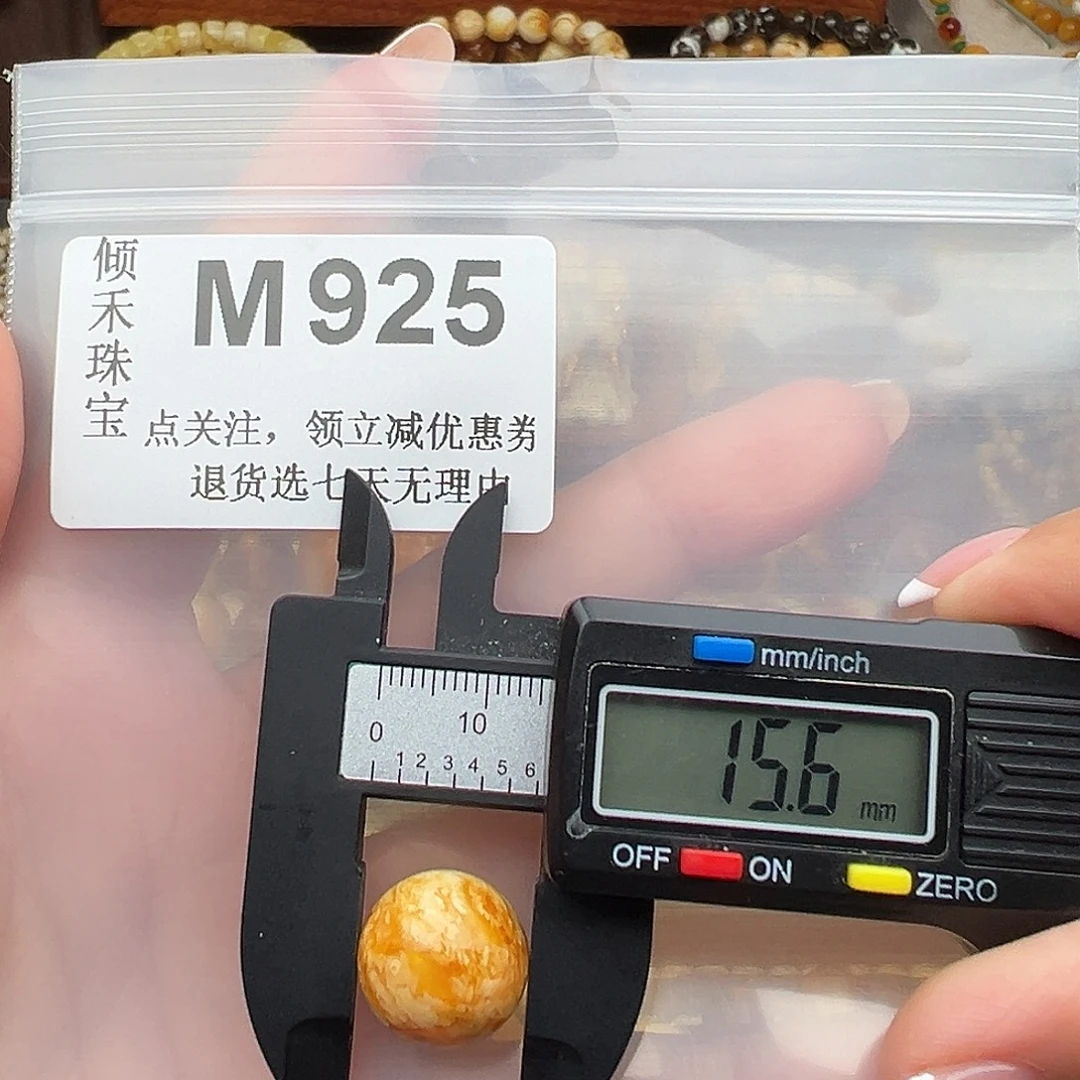 倾禾珠宝
M925
点关注，领立减优惠券
退货选七天无理由
mm/inch
0 10
1 2 3 4 5 6
15.6 mm
OFF ON ZERO